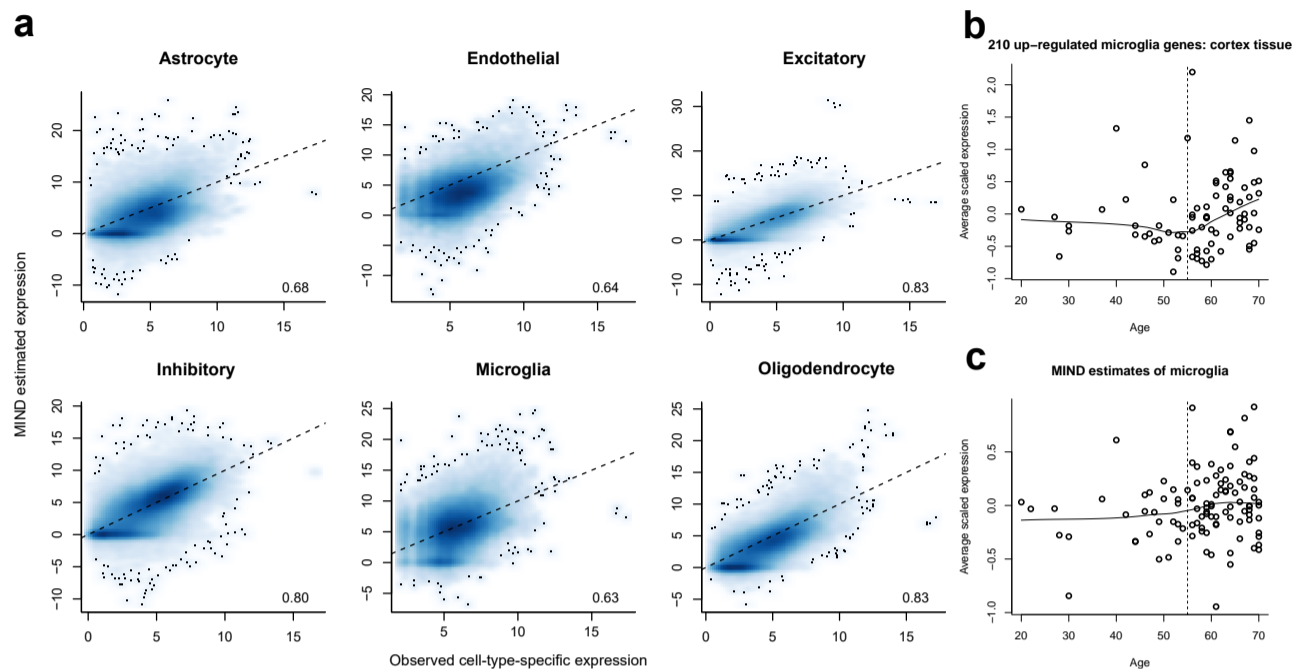 a
Astrocyte
Endothelial
Excitatory
20
10
0
−10
0 5 10 15
0.68
20
15
10
5
0
−10
5 10 15
0.64
30
20
10
0
−10
0 5 10 15
0.83
MIND estimated expression
Inhibitory
Microglia
Oligodendrocyte
20
15
10
5
0
−5
−10
0 5 10 15
0.80
25
20
15
10
5
0
−5
5 10 15
0.63
25
20
15
10
5
0
−5
0 5 10 15
0.83
Observed cell-type-specific expression
b
210 up−regulated microglia genes: cortex tissue
Average scaled expression
2.0
1.5
1.0
0.5
0.0
−0.5
−1.0
20 30 40 50 60 70
Age
c
MIND estimates of microglia
Average scaled expression
0.5
0.0
−0.5
−1.0
20 30 40 50 60 70
Age